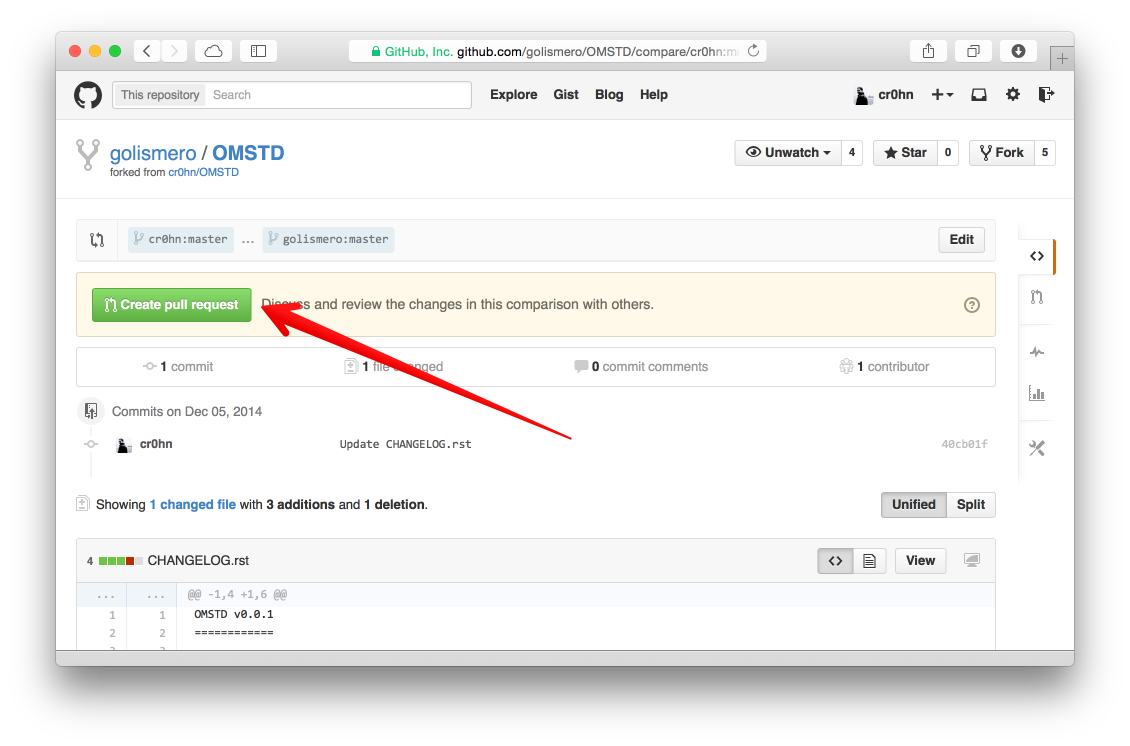 GitHub, Inc. github.com/golismero/OMSTD/compare/cr0hn:m
This repository Search Explore Gist Blog Help cr0hn
golismero / OMSTD Unwatch 4 Star 0 Fork 5
forked from cr0hn/OMSTD
cr0hn:master ... golismero:master Edit
Create pull request Discuss and review the changes in this comparison with others.
1 commit 1 file changed 0 commit comments 1 contributor
Commits on Dec 05, 2014
cr0hn Update CHANGELOG.rst 40cb01f
Showing 1 changed file with 3 additions and 1 deletion. Unified Split
4 CHANGELOG.rst <> View
... ... @@ -1,4 +1,6 @@
1 1 OMSTD v0.0.1
2 2 ============